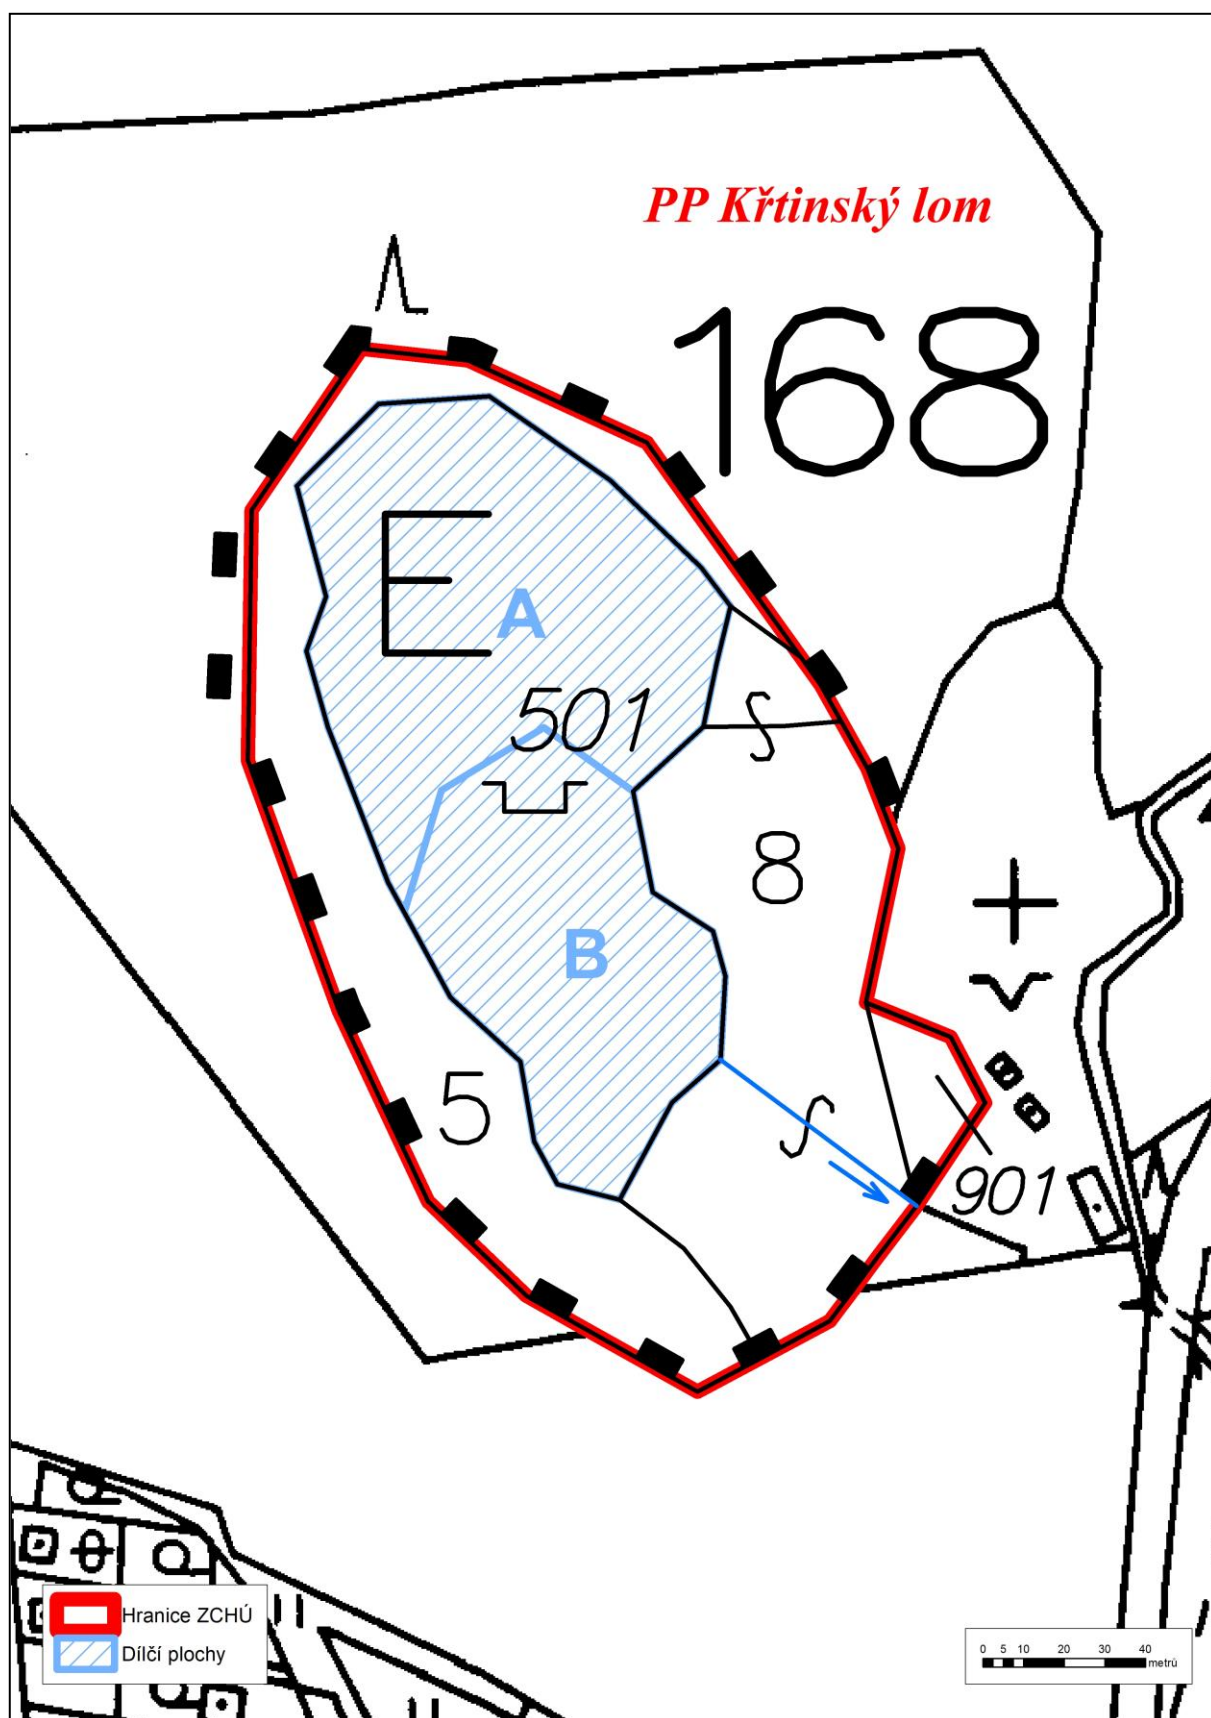 PP Křtinský lom
168
E
A
501
8
B
5
901
Hranice ZCHÚ
Dílčí plochy
0 5 10 20 30 40
metrů